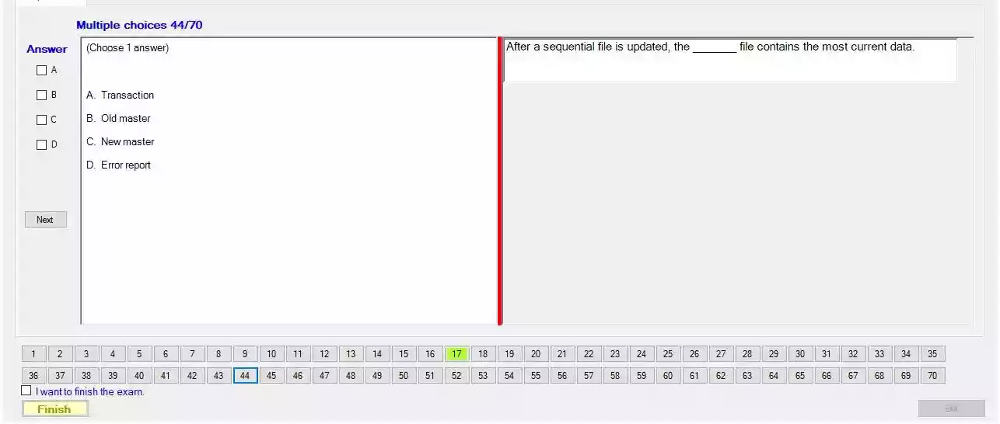 Multiple choices 44/70
Answer
(Choose 1 answer)
After a sequential file is updated, the _______ file contains the most current data.
A
B
C
D
A. Transaction
B. Old master
C. New master
D. Error report
Next
1 2 3 4 5 6 7 8 9 10 11 12 13 14 15 16 17 18 19 20 21 22 23 24 25 26 27 28 29 30 31 32 33 34 35
36 37 38 39 40 41 42 43 44 45 46 47 48 49 50 51 52 53 54 55 56 57 58 59 60 61 62 63 64 65 66 67 68 69 70
I want to finish the exam.
Finish
Exit